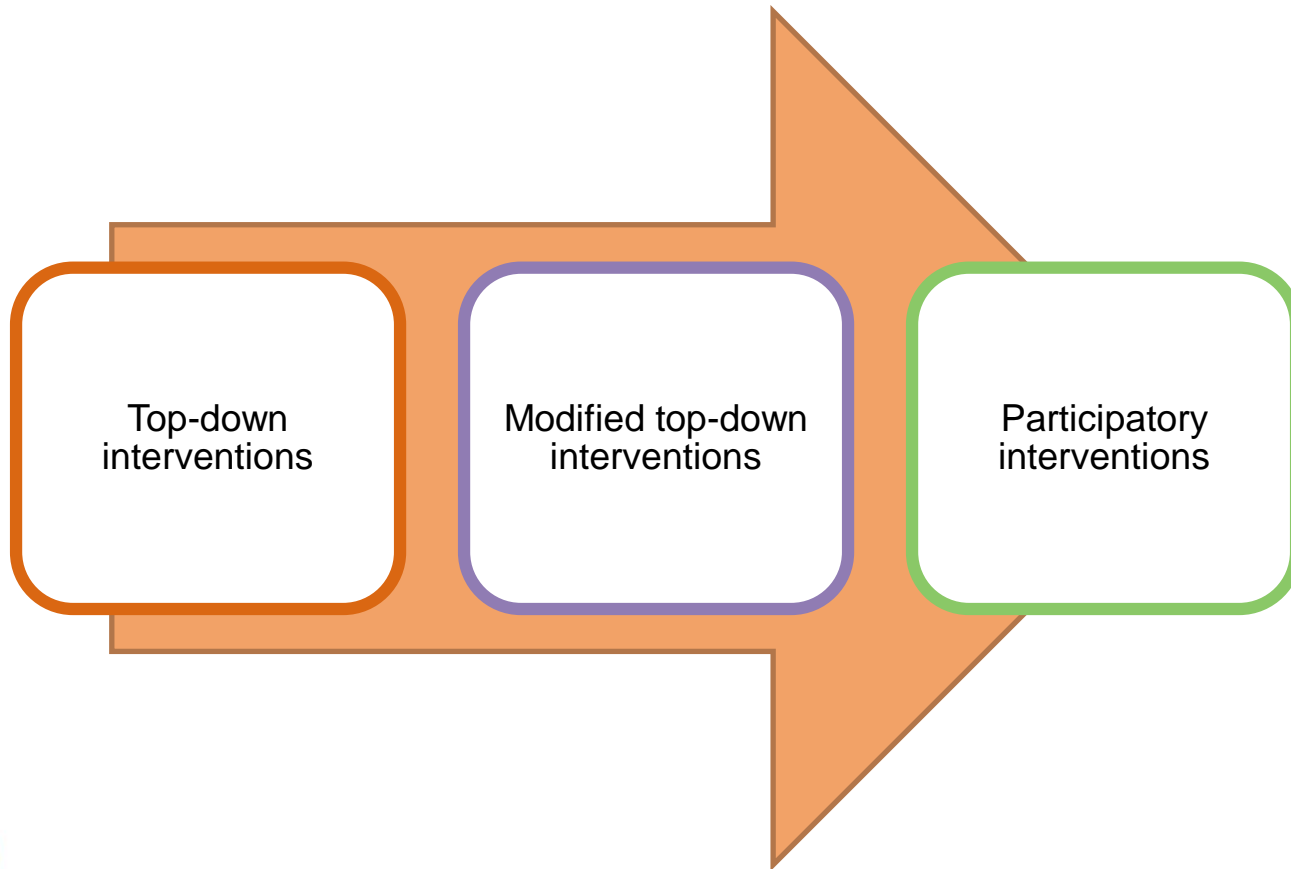 Top-down
interventions
Modified top-down
interventions
Participatory
interventions